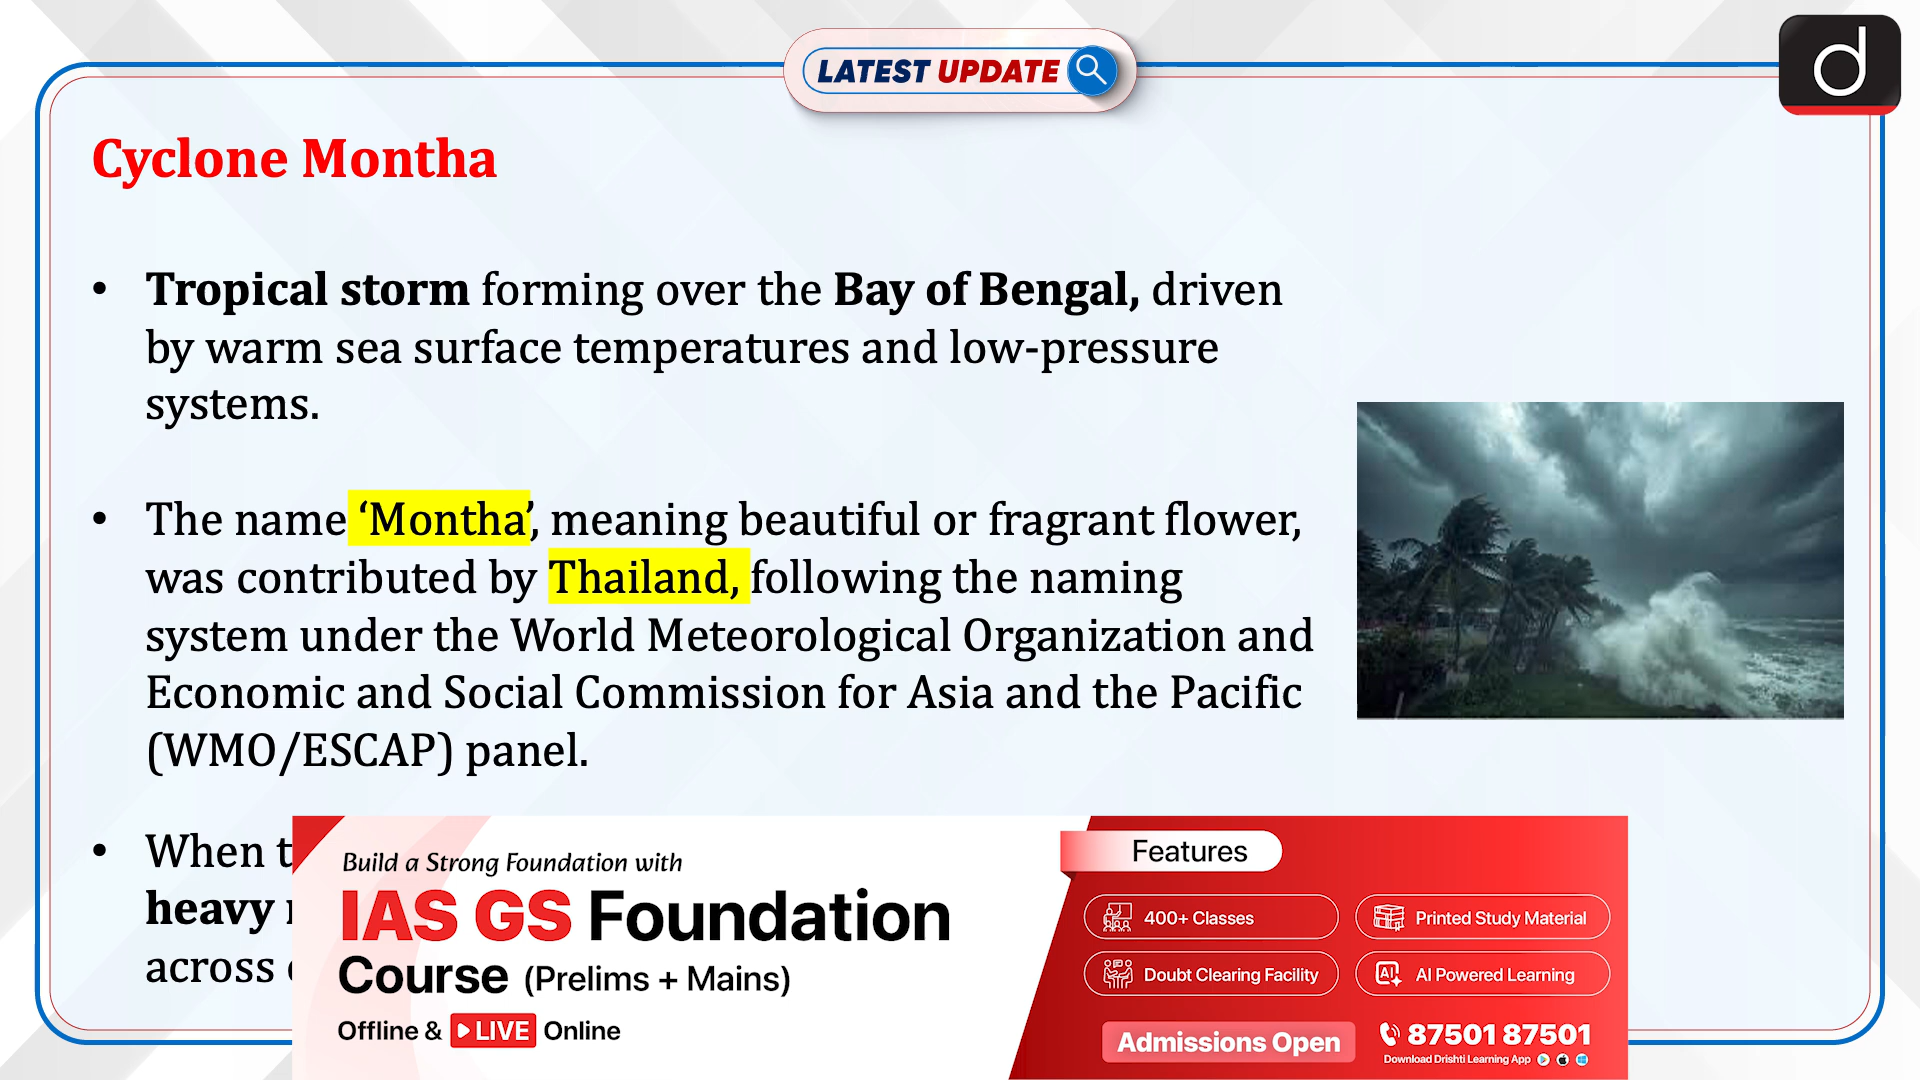 LATEST UPDATE
d
Cyclone Montha
• Tropical storm forming over the Bay of Bengal, driven
by warm sea surface temperatures and low-pressure
systems.
• The name ‘Montha’, meaning beautiful or fragrant flower,
was contributed by Thailand, following the naming
system under the World Meteorological Organization and
Economic and Social Commission for Asia and the Pacific
(WMO/ESCAP) panel.
• When
heavy
across
Build a Strong Foundation with
IAS GS Foundation
Course (Prelims + Mains)
Offline & LIVE Online
Features
400+ Classes
Printed Study Material
Doubt Clearing Facility
AI Powered Learning
Admissions Open
87501 87501
Download Drishti Learning App